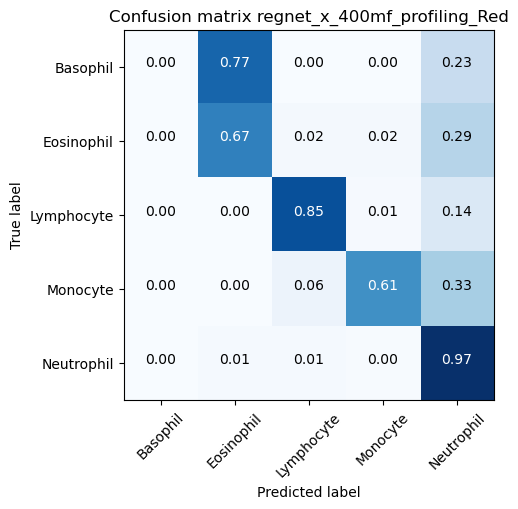 Confusion matrix regnet_x_400mf_profiling_Red
True label
Basophil 0.00 0.77 0.00 0.00 0.23
Eosinophil 0.00 0.67 0.02 0.02 0.29
Lymphocyte 0.00 0.00 0.85 0.01 0.14
Monocyte 0.00 0.00 0.06 0.61 0.33
Neutrophil 0.00 0.01 0.01 0.00 0.97
Basophil Eosinophil Lymphocyte Monocyte Neutrophil
Predicted label